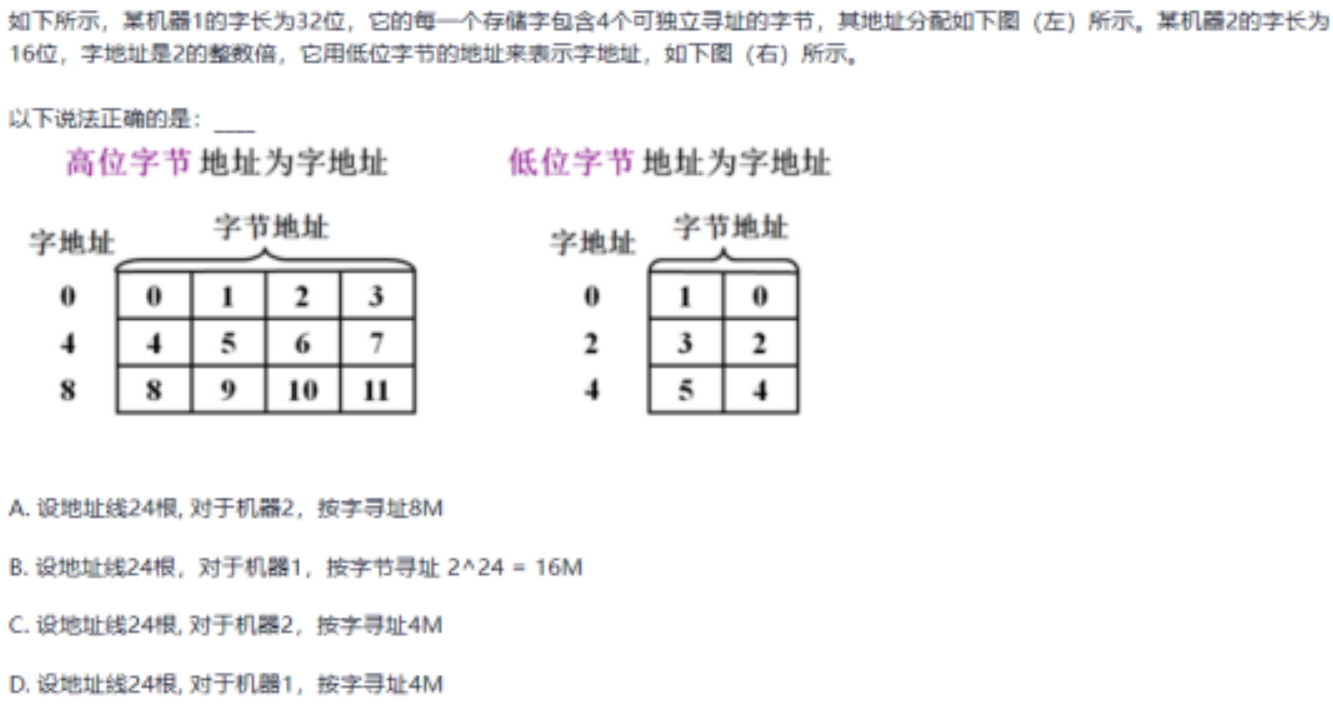 如下所示，某机器1的字长为32位，它的每一个存储字包含4个可独立寻址的字节，其地址分配如下图（左）所示。某机器2的字长为
16位，字地址是2的整数倍，它用低位字节的地址来表示字地址，如下图（右）所示。
以下说法正确的是：____
高位字节 地址为字地址 低位字节 地址为字地址
字地址 字节地址 字地址 字节地址
0 0 1 2 3 0 1 0
4 4 5 6 7 2 3 2
8 8 9 10 11 4 5 4
A. 设地址线24根, 对于机器2，按字寻址8M
B. 设地址线24根，对于机器1，按字节寻址 2^24 = 16M
C. 设地址线24根, 对于机器2，按字寻址4M
D. 设地址线24根, 对于机器1，按字寻址4M